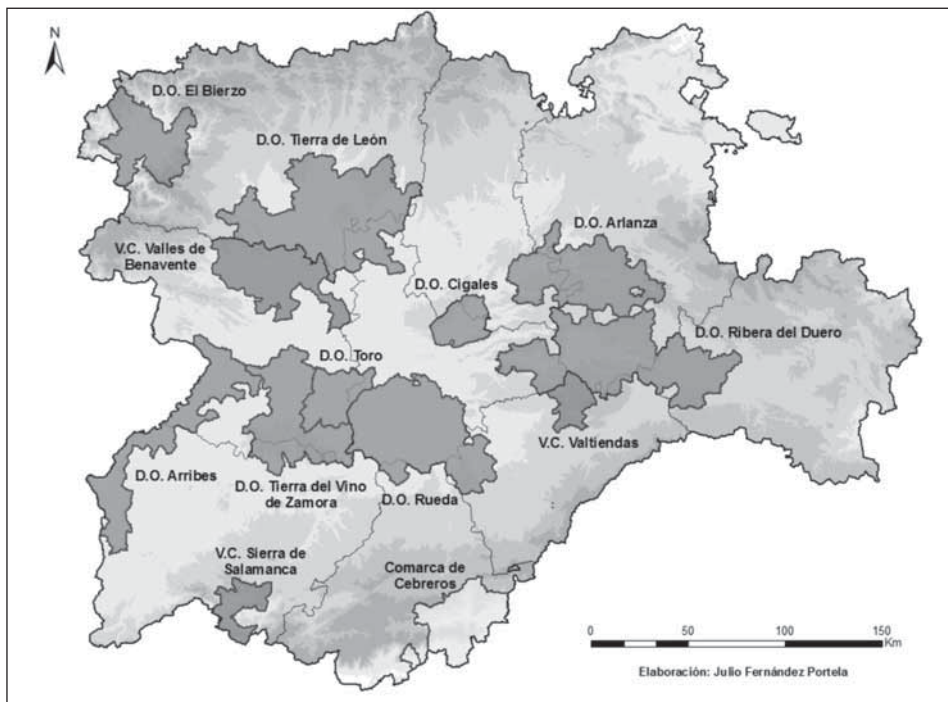 N
D.O. El Bierzo
D.O. Tierra de León
D.O. Arlanza
V.C. Valles de
Benavente
D.O. Cigales
D.O. Ribera del Duero
D.O. Toro
V.C. Valtiendas
D.O. Arribes
D.O. Tierra del Vino
de Zamora
D.O. Rueda
V.C. Sierra de
Salamanca
Comarca de
Cebreros
0 50 100 150
Km
Elaboración: Julio Fernández Portela